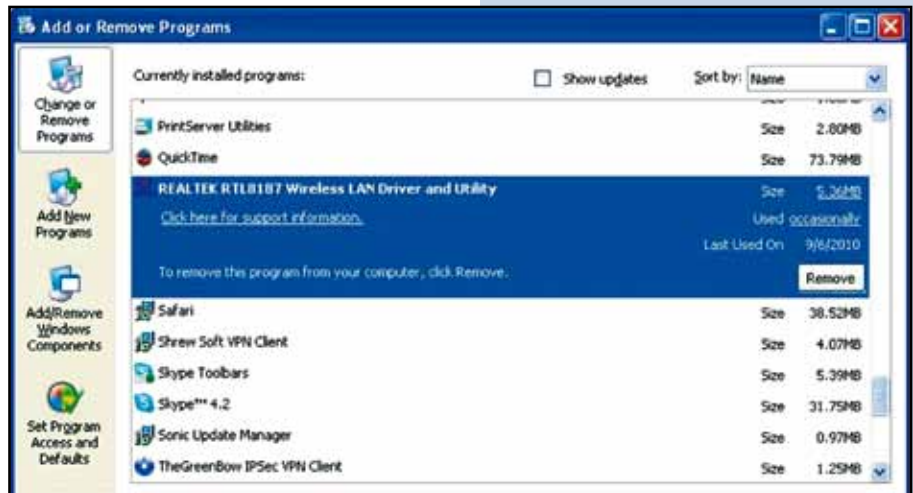 Add or Remove Programs
Change or
Remove
Programs
Add New
Programs
Add/Remove
Windows
Components
Set Program
Access and
Defaults
Currently installed programs:
Show updates
Sort by: Name
PrintServer Utilities Size 2.80MB
QuickTime Size 73.79MB
REALTEK RTL8187 Wireless LAN Driver and Utility Size 5.36MB
Click here for support information. Used occasionally
Last Used On 9/6/2010
To remove this program from your computer, click Remove. Remove
Safari Size 38.52MB
Shrew Soft VPN Client Size 4.07MB
Skype Toolbars Size 5.39MB
Skype™ 4.2 Size 31.75MB
Sonic Update Manager Size 0.97MB
TheGreenBow IPSec VPN Client Size 1.25MB